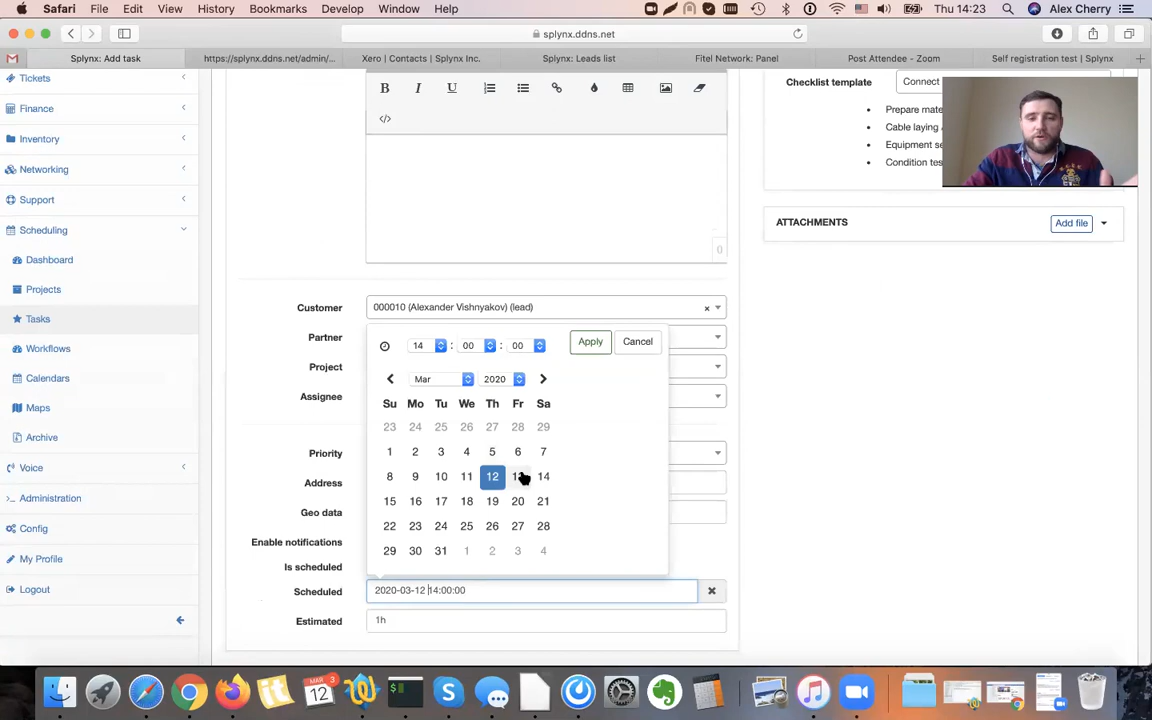 Safari File Edit View History Bookmarks Develop Window Help Thu 14:23 Alex Cherry
splynx.ddns.net
Splynx: Add task https://splynx.ddns.net/admin/... Xero | Contacts | Splynx Inc. Splynx: Leads list Fitel Network: Panel Post Attendee - Zoom Self registration test | Splynx
Tickets
Finance
Inventory
Networking
Support
Scheduling
Dashboard
Projects
Tasks
Workflows
Calendars
Maps
Archive
Voice
Administration
Config
My Profile
Logout
B I U
</>
0
Customer 000010 (Alexander Vishnyakov) (lead)
Partner
Project
Assignee
Priority
Address
Geo data
Enable notifications
Is scheduled
Scheduled 2020-03-12 14:00:00
Estimated 1h
14 : 00 : 00 Apply Cancel
Mar 2020
Su Mo Tu We Th Fr Sa
23 24 25 26 27 28 29
1 2 3 4 5 6 7
8 9 10 11 12 14
15 16 17 18 19 20 21
22 23 24 25 26 27 28
29 30 31 1 2 3 4
Checklist template Connect
Prepare mate
Cable laying
Equipment se
Condition tes
ATTACHMENTS Add file
MAR
12
3